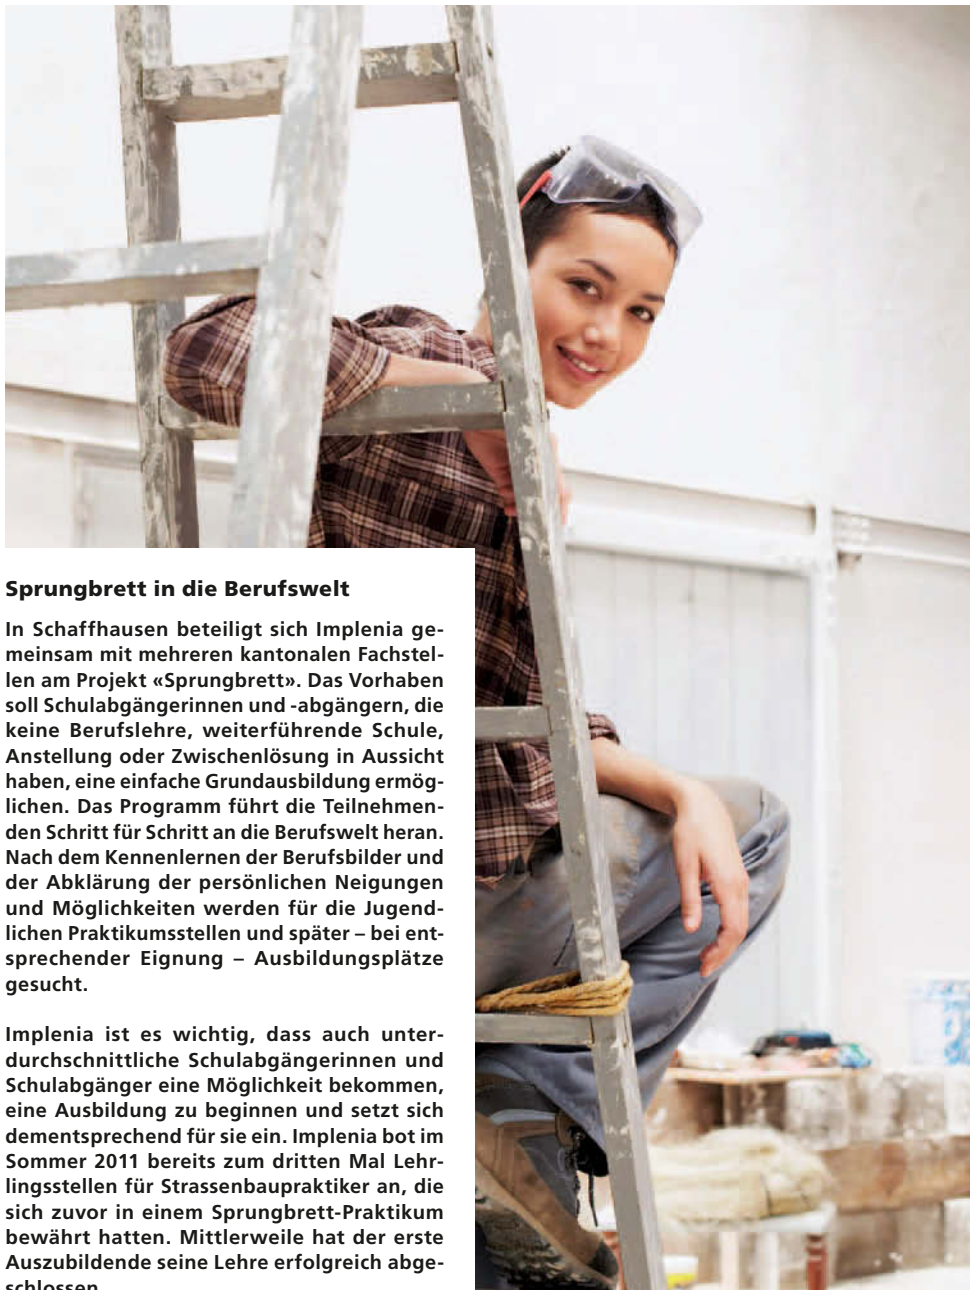 Sprungbrett in die Berufswelt
In Schaffhausen beteiligt sich Implenia ge-
meinsam mit mehreren kantonalen Fachstel-
len am Projekt «Sprungbrett». Das Vorhaben
soll Schulabgängerinnen und -abgängern, die
keine Berufslehre, weiterführende Schule,
Anstellung oder Zwischenlösung in Aussicht
haben, eine einfache Grundausbildung ermög-
lichen. Das Programm führt die Teilnehmen-
den Schritt für Schritt an die Berufswelt heran.
Nach dem Kennenlernen der Berufsbilder und
der Abklärung der persönlichen Neigungen
und Möglichkeiten werden für die Jugend-
lichen Praktikumsstellen und später – bei ent-
sprechender Eignung – Ausbildungsplätze
gesucht.
Implenia ist es wichtig, dass auch unter-
durchschnittliche Schulabgängerinnen und
Schulabgänger eine Möglichkeit bekommen,
eine Ausbildung zu beginnen und setzt sich
dementsprechend für sie ein. Implenia bot im
Sommer 2011 bereits zum dritten Mal Lehr-
lingsstellen für Strassenbaupraktiker an, die
sich zuvor in einem Sprungbrett-Praktikum
bewährt hatten. Mittlerweile hat der erste
Auszubildende seine Lehre erfolgreich abge-
schlossen.